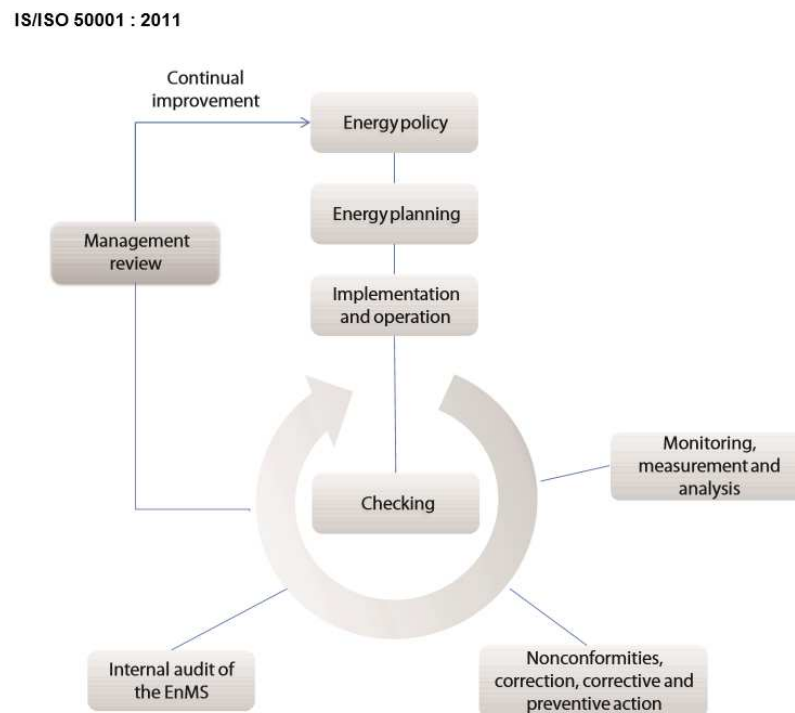 IS/ISO 50001 : 2011
Continual
improvement
Energy policy
Energy planning
Management
review
Implementation
and operation
Monitoring,
measurement and
analysis
Checking
Internal audit of
the EnMS
Nonconformities,
correction, corrective and
preventive action